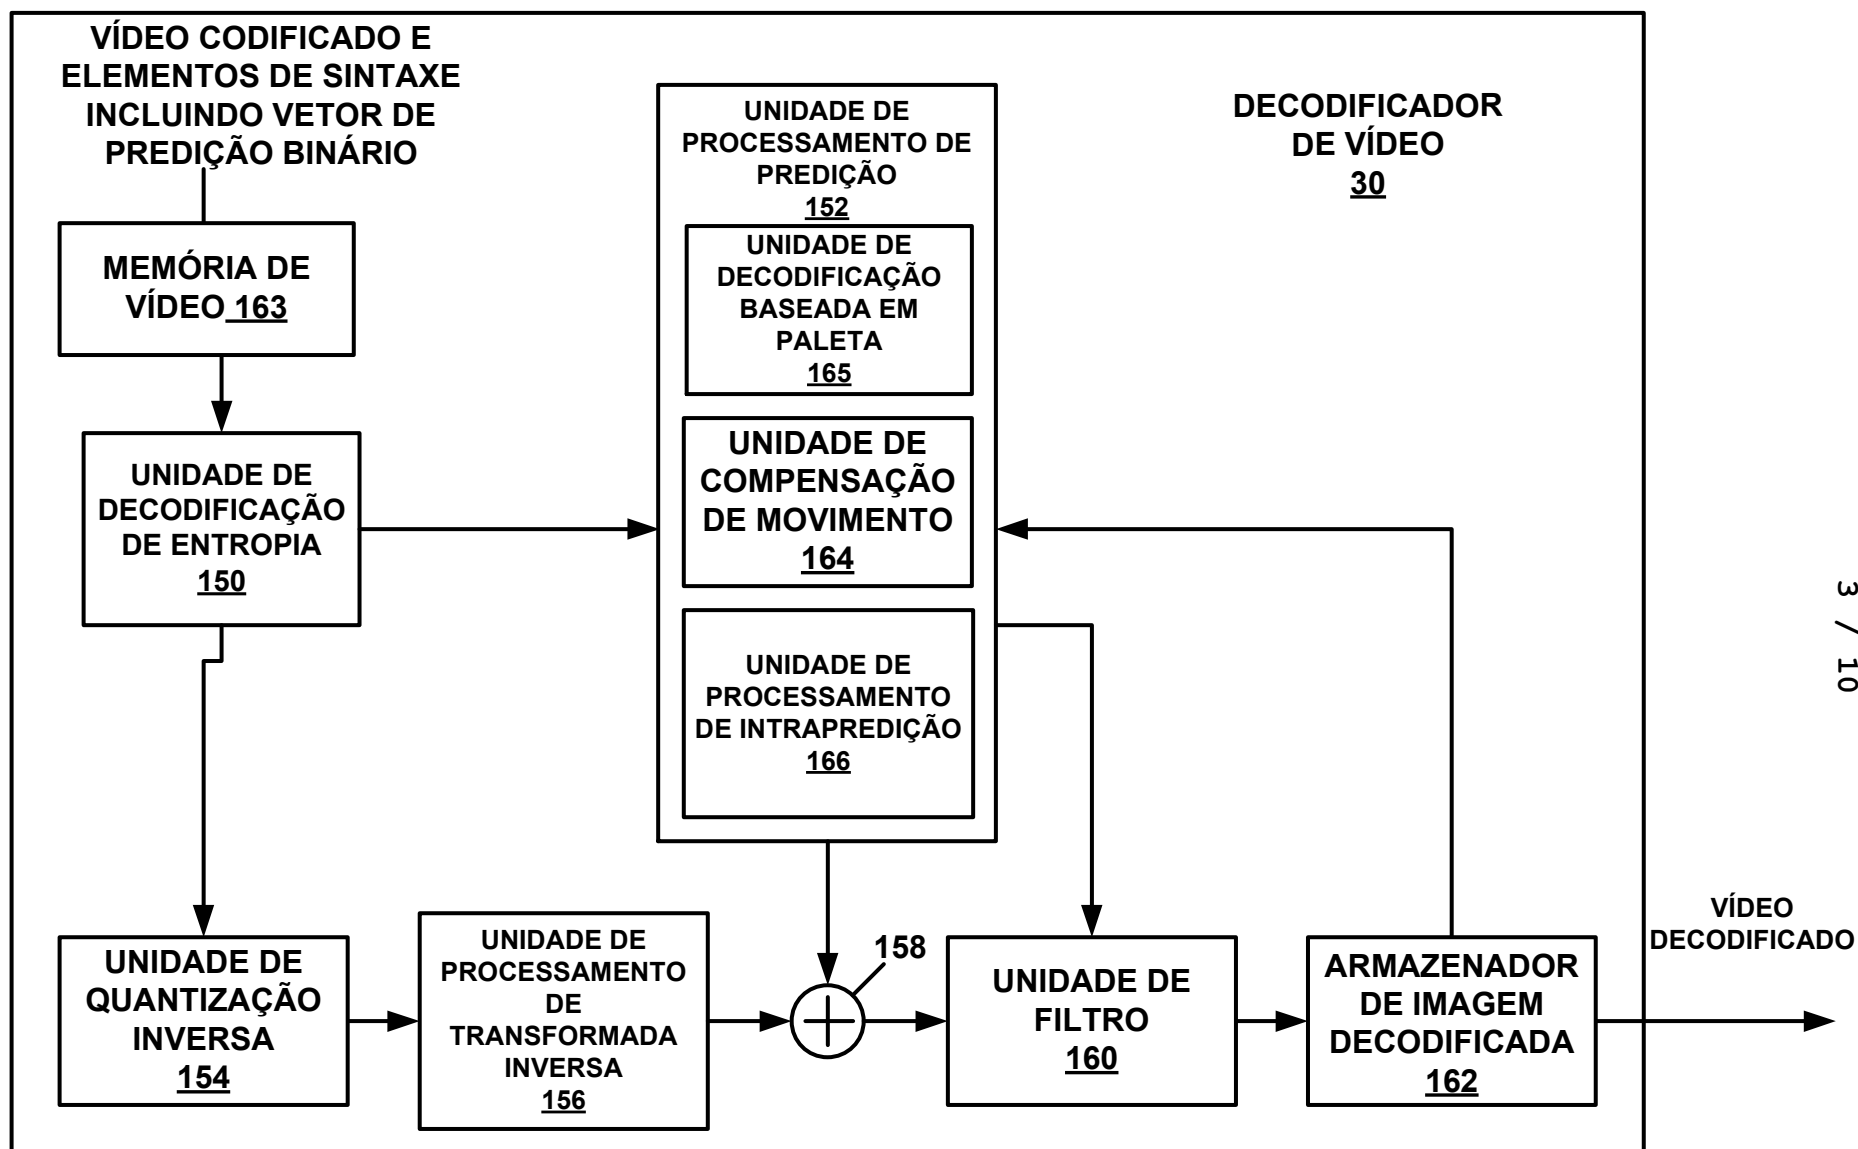 VÍDEO CODIFICADO E
ELEMENTOS DE SINTAXE
INCLUINDO VETOR DE
PREDIÇÃO BINÁRIO
MEMÓRIA DE
VÍDEO 163
UNIDADE DE
DECODIFICAÇÃO
DE ENTROPIA
150
UNIDADE DE
PROCESSAMENTO DE
PREDIÇÃO
152
UNIDADE DE
DECODIFICAÇÃO
BASEADA EM
PALETA
165
UNIDADE DE
COMPENSAÇÃO
DE MOVIMENTO
164
UNIDADE DE
PROCESSAMENTO
DE INTRAPREDIÇÃO
166
DECODIFICADOR
DE VÍDEO
30
3 / 10
UNIDADE DE
QUANTIZAÇÃO
INVERSA
154
UNIDADE DE
PROCESSAMENTO
DE
TRANSFORMADA
INVERSA
156
158
UNIDADE DE
FILTRO
160
ARMAZENADOR
DE IMAGEM
DECODIFICADA
162
VÍDEO
DECODIFICADO